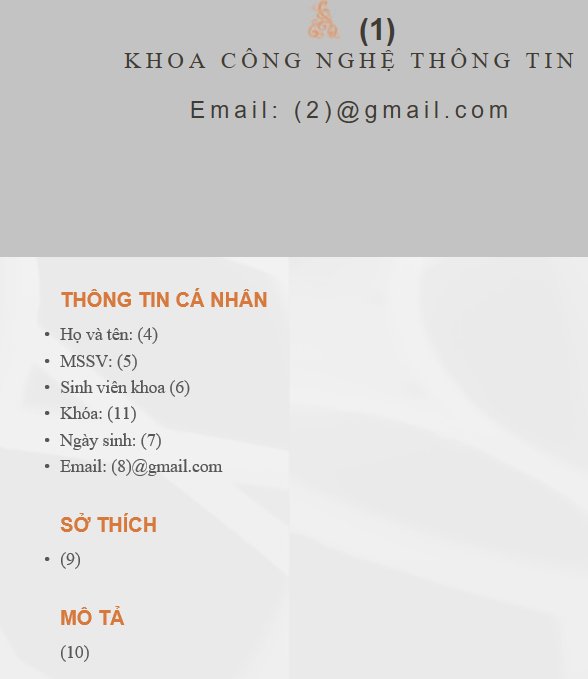 (1)
KHOA CÔNG NGHỆ THÔNG TIN
Email: (2)@gmail.com
THÔNG TIN CÁ NHÂN
• Họ và tên: (4)
• MSSV: (5)
• Sinh viên khoa (6)
• Khóa: (11)
• Ngày sinh: (7)
• Email: (8)@gmail.com
SỞ THÍCH
• (9)
MÔ TẢ
(10)